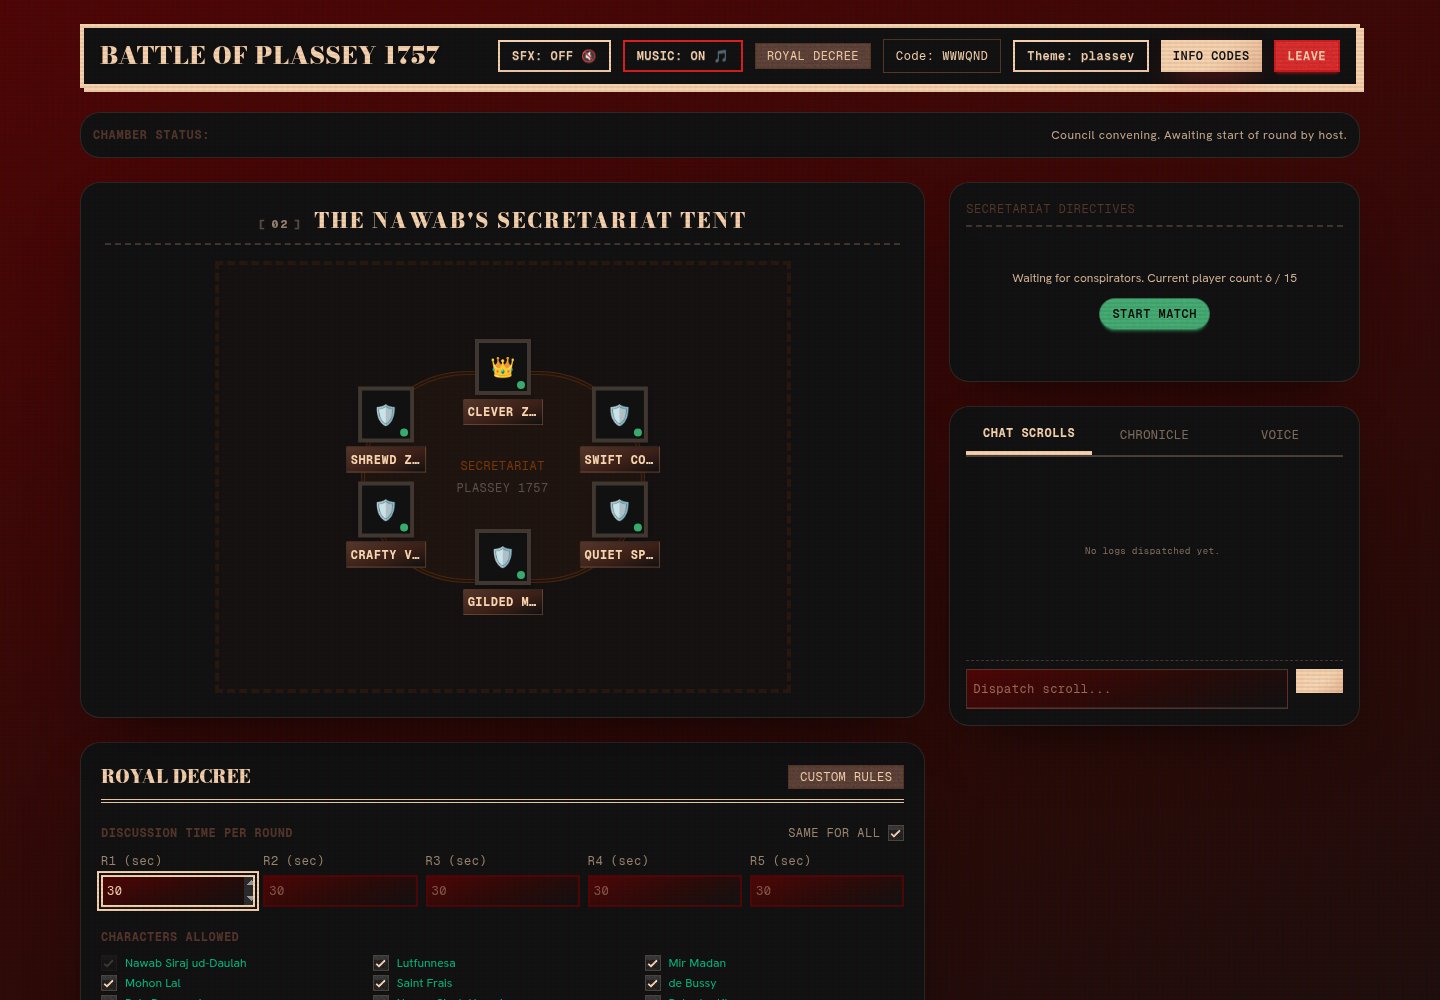 BATTLE OF PLASSEY 1757
SFX: OFF
MUSIC: ON
ROYAL DECREE
Code: WWWQND
Theme: plassey
INFO CODES
LEAVE
CHAMBER STATUS:
Council convening. Awaiting start of round by host.
[ 02 ] THE NAWAB'S SECRETARIAT TENT
CLEVER Z…
SHREWD Z…
SWIFT CO…
SECRETARIAT
PLASSEY 1757
CRAFTY V…
QUIET SP…
GILDED M…
SECRETARIAT DIRECTIVES
Waiting for conspirators. Current player count: 6 / 15
START MATCH
CHAT SCROLLS
CHRONICLE
VOICE
No logs dispatched yet.
Dispatch scroll...
ROYAL DECREE
CUSTOM RULES
DISCUSSION TIME PER ROUND
SAME FOR ALL
R1 (sec) R2 (sec) R3 (sec) R4 (sec) R5 (sec)
30 30 30 30 30
CHARACTERS ALLOWED
Nawab Siraj ud-Daulah Lutfunnesa Mir Madan
Mohon Lal Saint Frais de Bussy